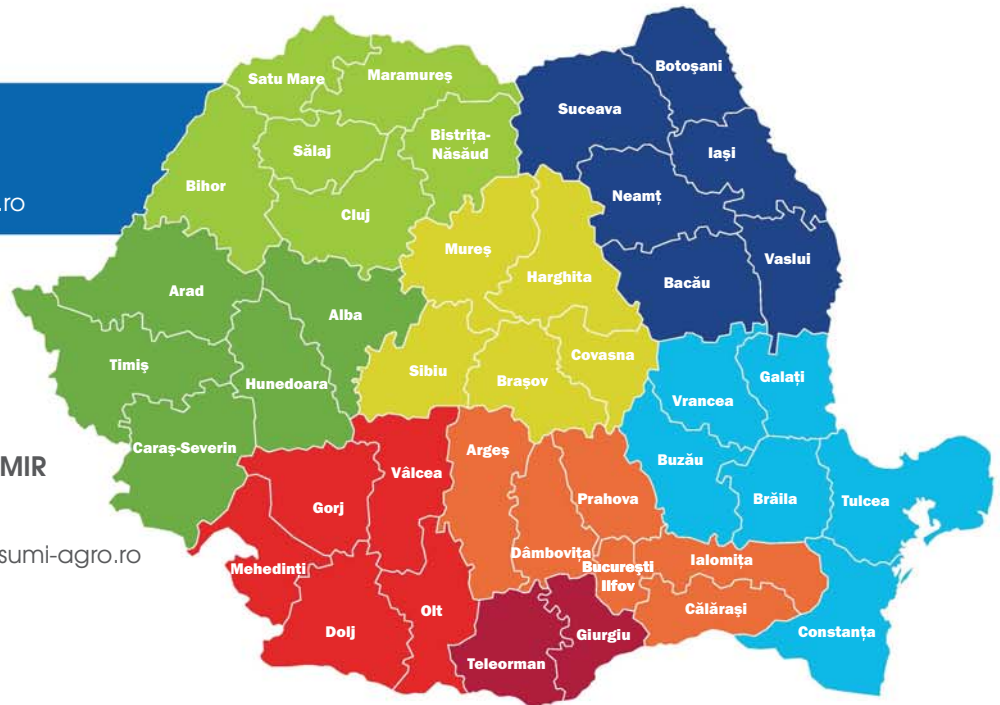 .ro
MIR
sumi-agro.ro
Satu Mare
Maramureș
Botoșani
Suceava
Sălaj
Bistrița-
Năsăud
Iași
Bihor
Cluj
Neamț
Mureș
Harghita
Bacău
Vaslui
Arad
Alba
Timiș
Hunedoara
Sibiu
Brașov
Covasna
Vrancea
Galați
Caraș-Severin
Vâlcea
Argeș
Buzău
Gorj
Prahova
Brăila
Tulcea
Mehedinti
Dâmbovița
București
Ilfov
Ialomița
Călărași
Dolj
Olt
Giurgiu
Constanța
Teleorman